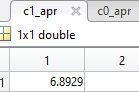 c1_apr c0_apr
1x1 double
1 2
1 6.8929